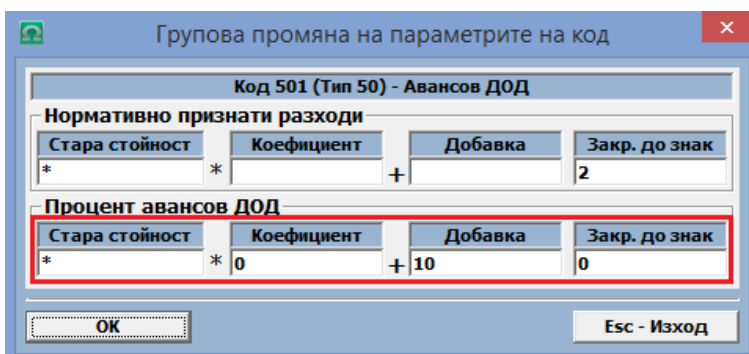 Групова промяна на параметрите на код
Код 501 (Тип 50) - Авансов ДОД
Нормативно признати разходи
Стара стойност Коефициент Добавка Закр. до знак
* * + 2
Процент авансов ДОД
Стара стойност Коефициент Добавка Закр. до знак
* * 0 + 10 0
ОК Esc - Изход